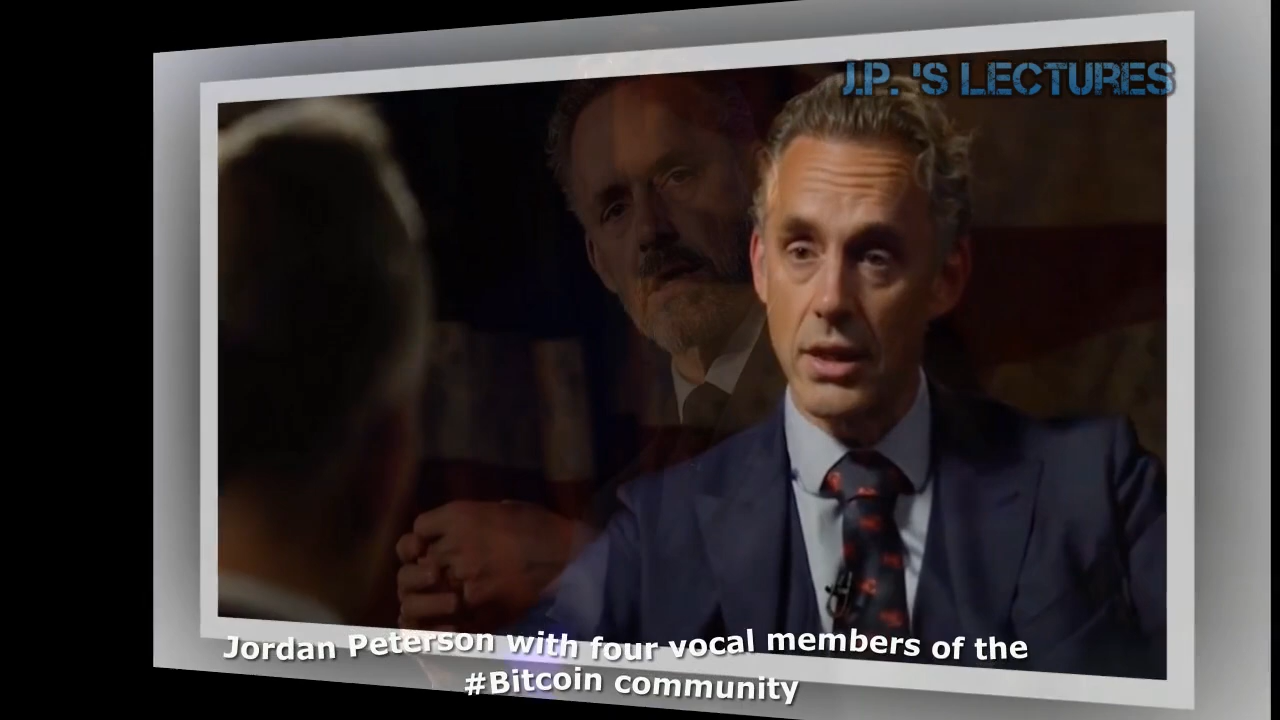 J.P. 'S LECTURES
Jordan Peterson with four vocal members of the
#Bitcoin community